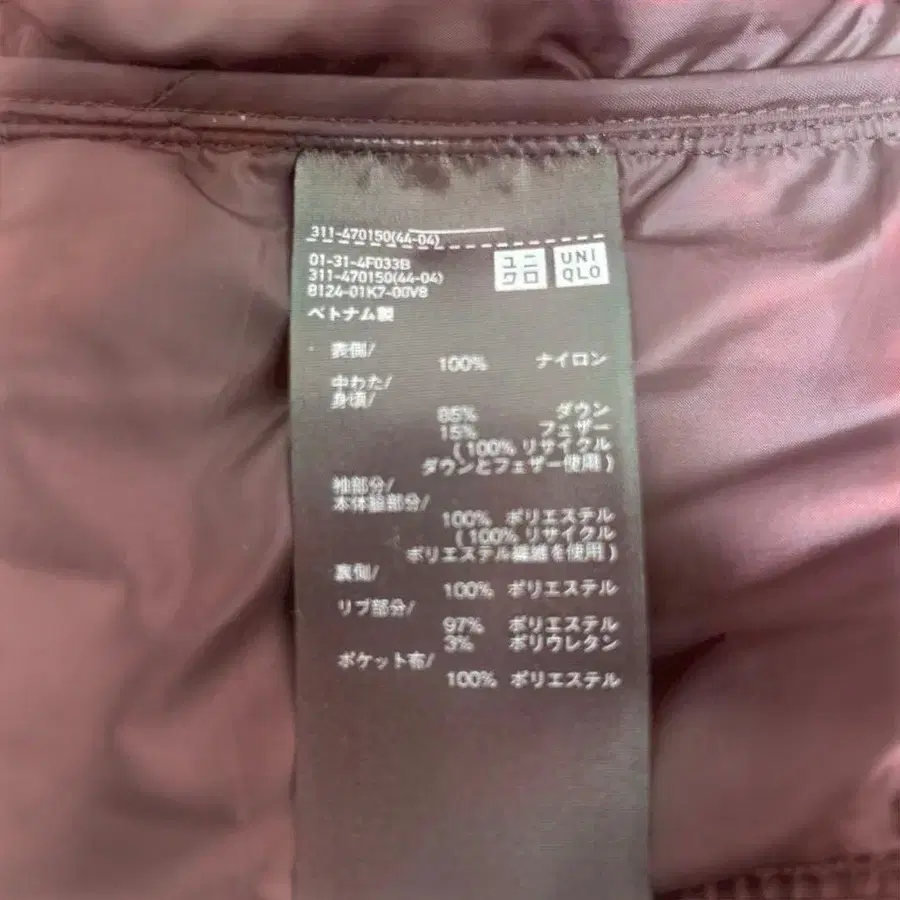 311-470150(44-04)
ユニ
クロ
UNI
QLO
01-31-4F033B
311-470150(44-04)
8124-01K7-00V8
ベトナム製
表側/
100% ナイロン
中わた/
身頃/
85% ダウン
15% フェザー
(100% リサイクル
ダウンとフェザー使用)
袖部分/
本体脇部分/
100% ポリエステル
(100% リサイクル
ポリエステル繊維を使用)
裏側/
100% ポリエステル
リブ部分/
97% ポリエステル
3% ポリウレタン
ポケット布/
100% ポリエステル